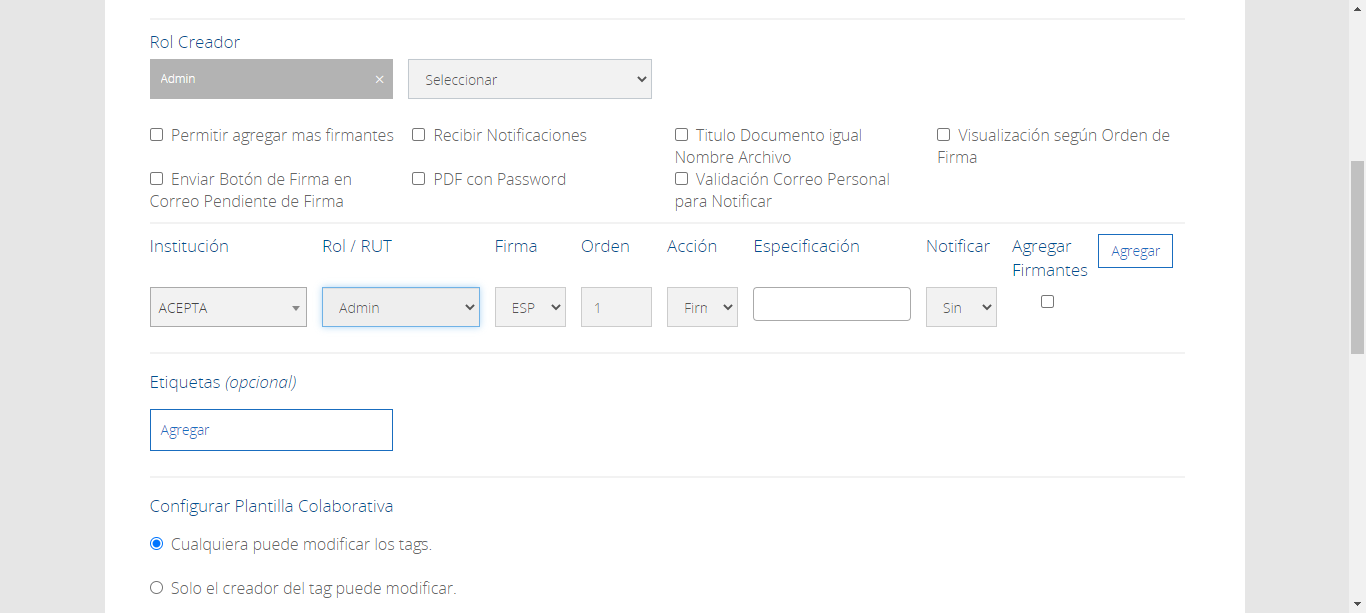 Rol Creador
Admin ×
Seleccionar
Permitir agregar mas firmantes
Recibir Notificaciones
Titulo Documento igual
Nombre Archivo
Visualización según Orden de
Firma
Enviar Botón de Firma en
Correo Pendiente de Firma
PDF con Password
Validación Correo Personal
para Notificar
Institución Rol / RUT Firma Orden Acción Especificación Notificar Agregar
Firmantes
Agregar
ACEPTA Admin ESP 1 Firn Sin
Etiquetas (opcional)
Agregar
Configurar Plantilla Colaborativa
Cualquiera puede modificar los tags.
Solo el creador del tag puede modificar.